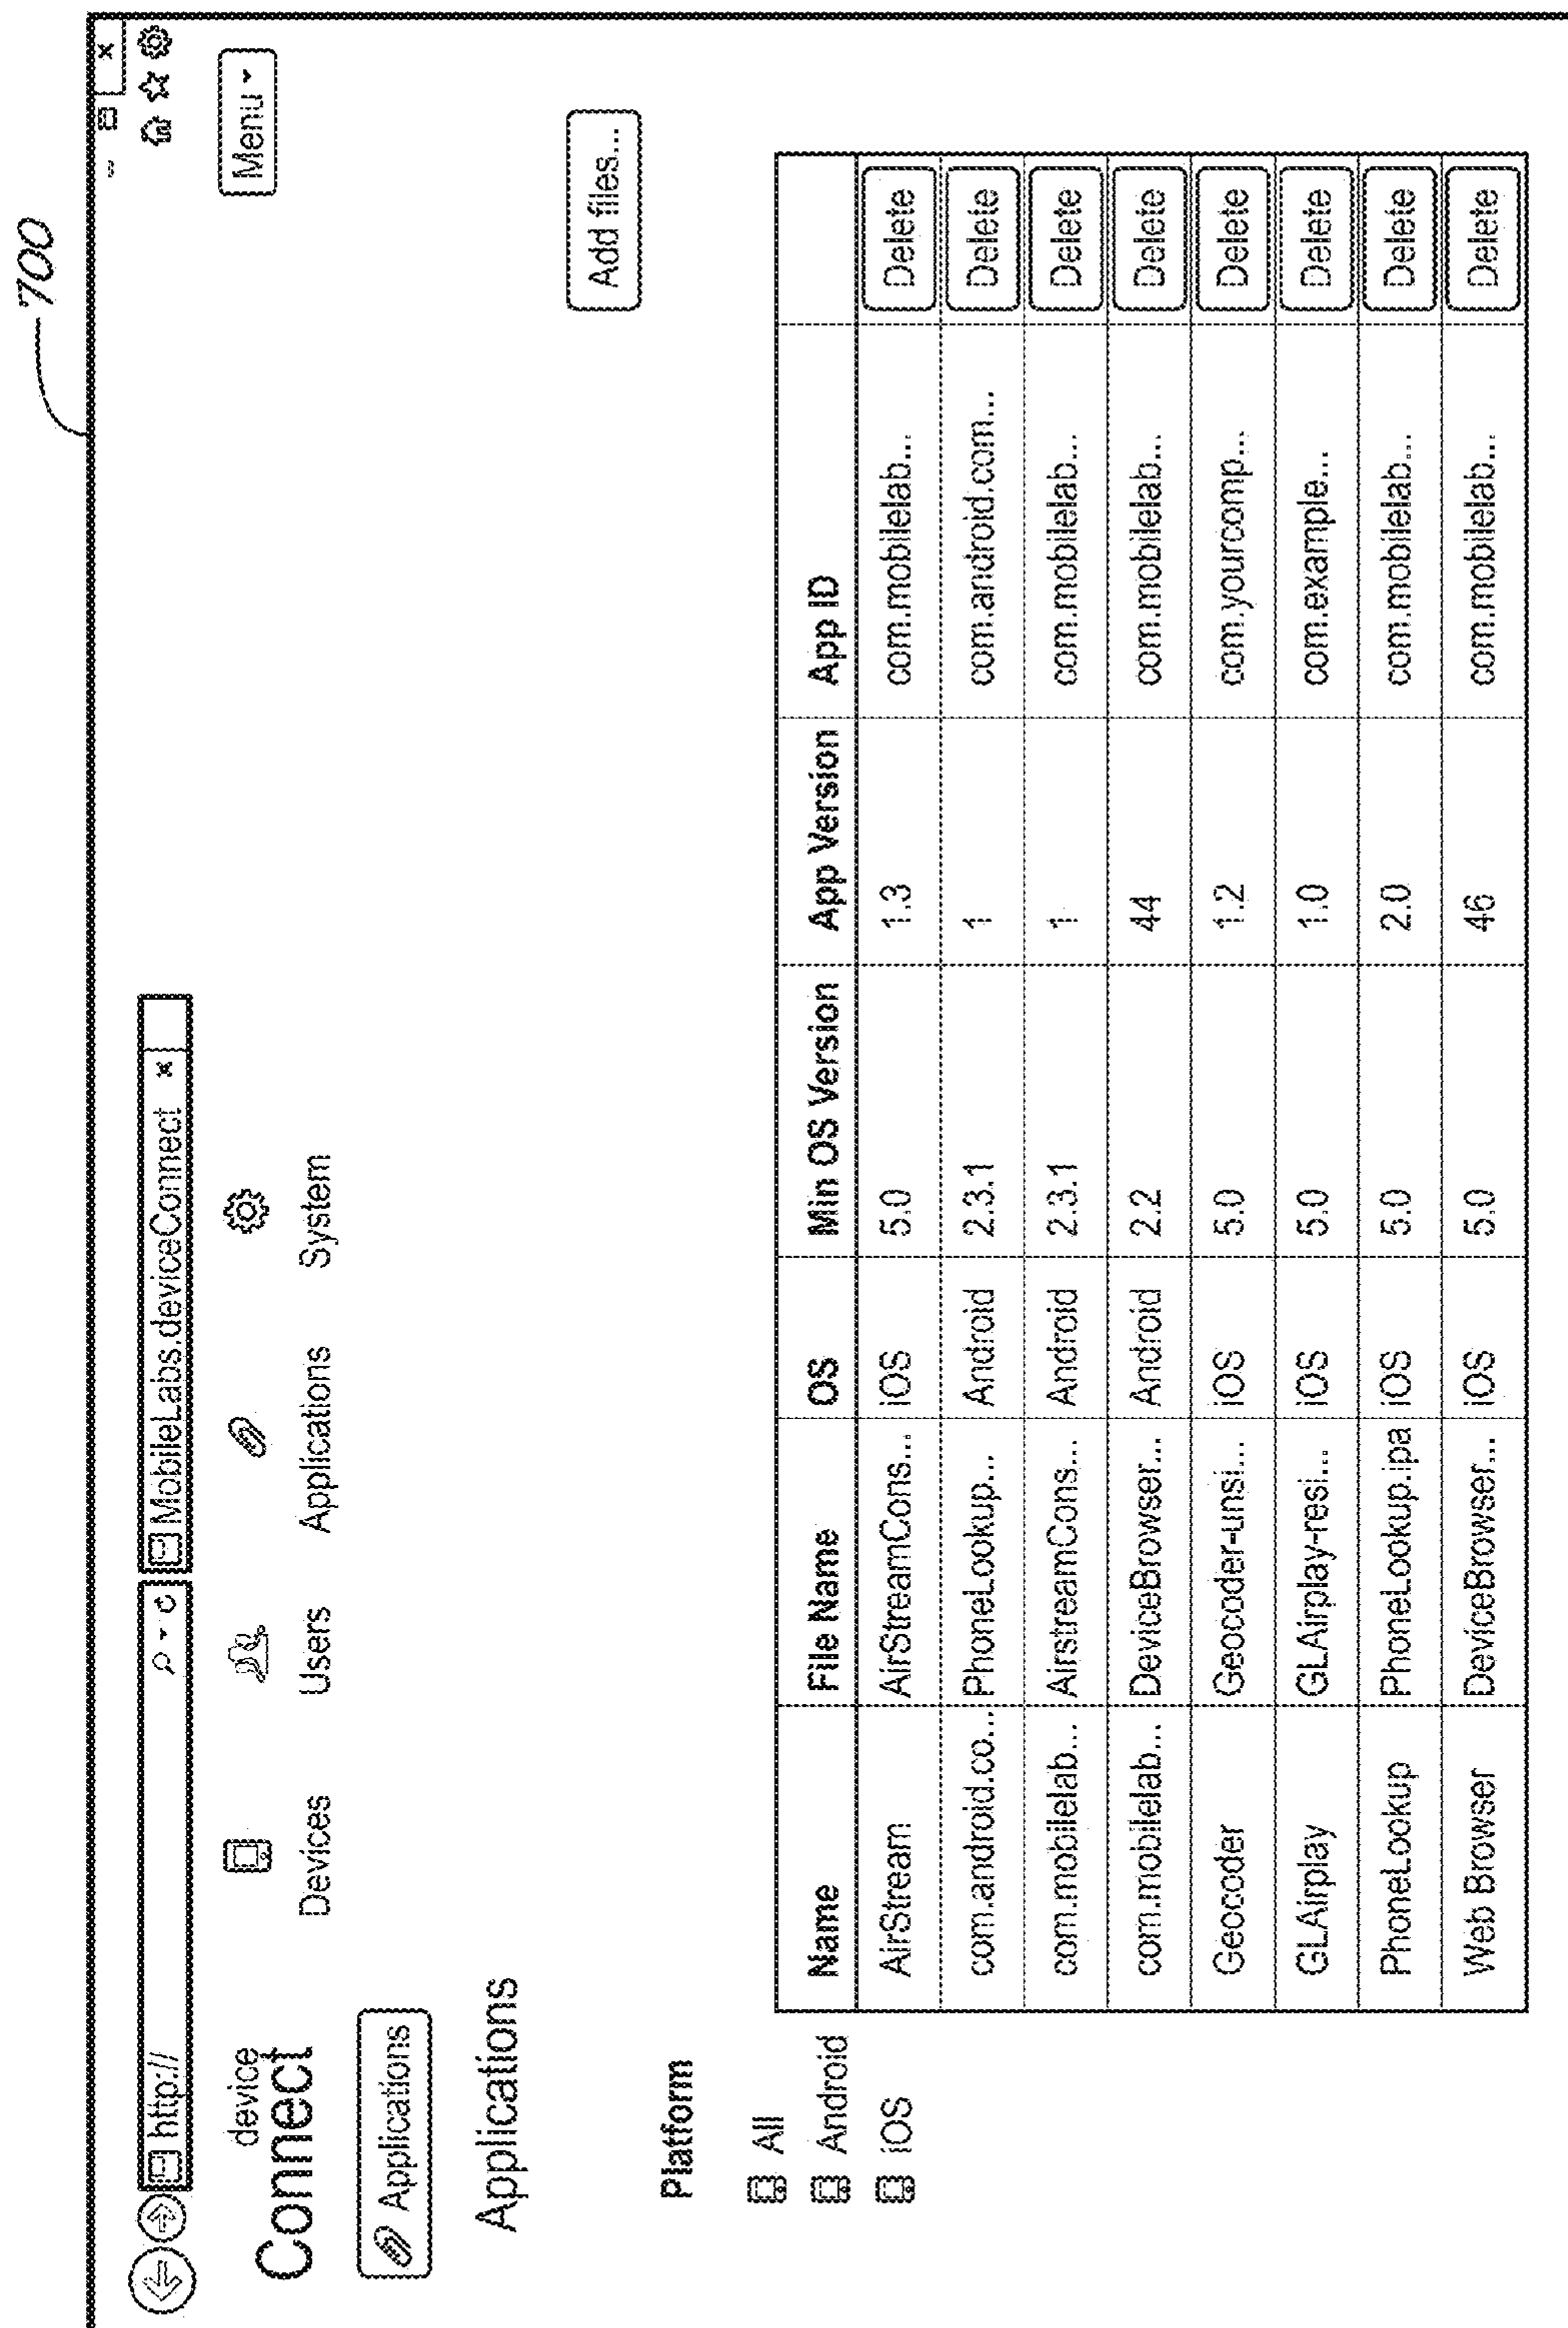 700
http://
MobileLabs.deviceConnect ×
device
Connect
Devices Users Applications System Menu
Applications
Applications
Add files...
Platform
All
Android
iOS
Name File Name OS Min OS Version App Version App ID
AirStream AirStreamCons... iOS 5.0 1.3 com.mobilelab... Delete
com.android.co... PhoneLookup... Android 2.3.1 1 com.android.com... Delete
com.mobilelab... AirstreamCons... Android 2.3.1 1 com.mobilelab... Delete
com.mobilelab... DeviceBrowser... Android 2.2 44 com.mobilelab... Delete
Geocoder Geocoder-unsi... iOS 5.0 1.2 com.yourcomp... Delete
GLAirplay GLAirplay-resi... iOS 5.0 1.0 com.example... Delete
PhoneLookup PhoneLookup.ipa iOS 5.0 2.0 com.mobilelab... Delete
Web Browser DeviceBrowser... iOS 5.0 46 com.mobilelab... Delete